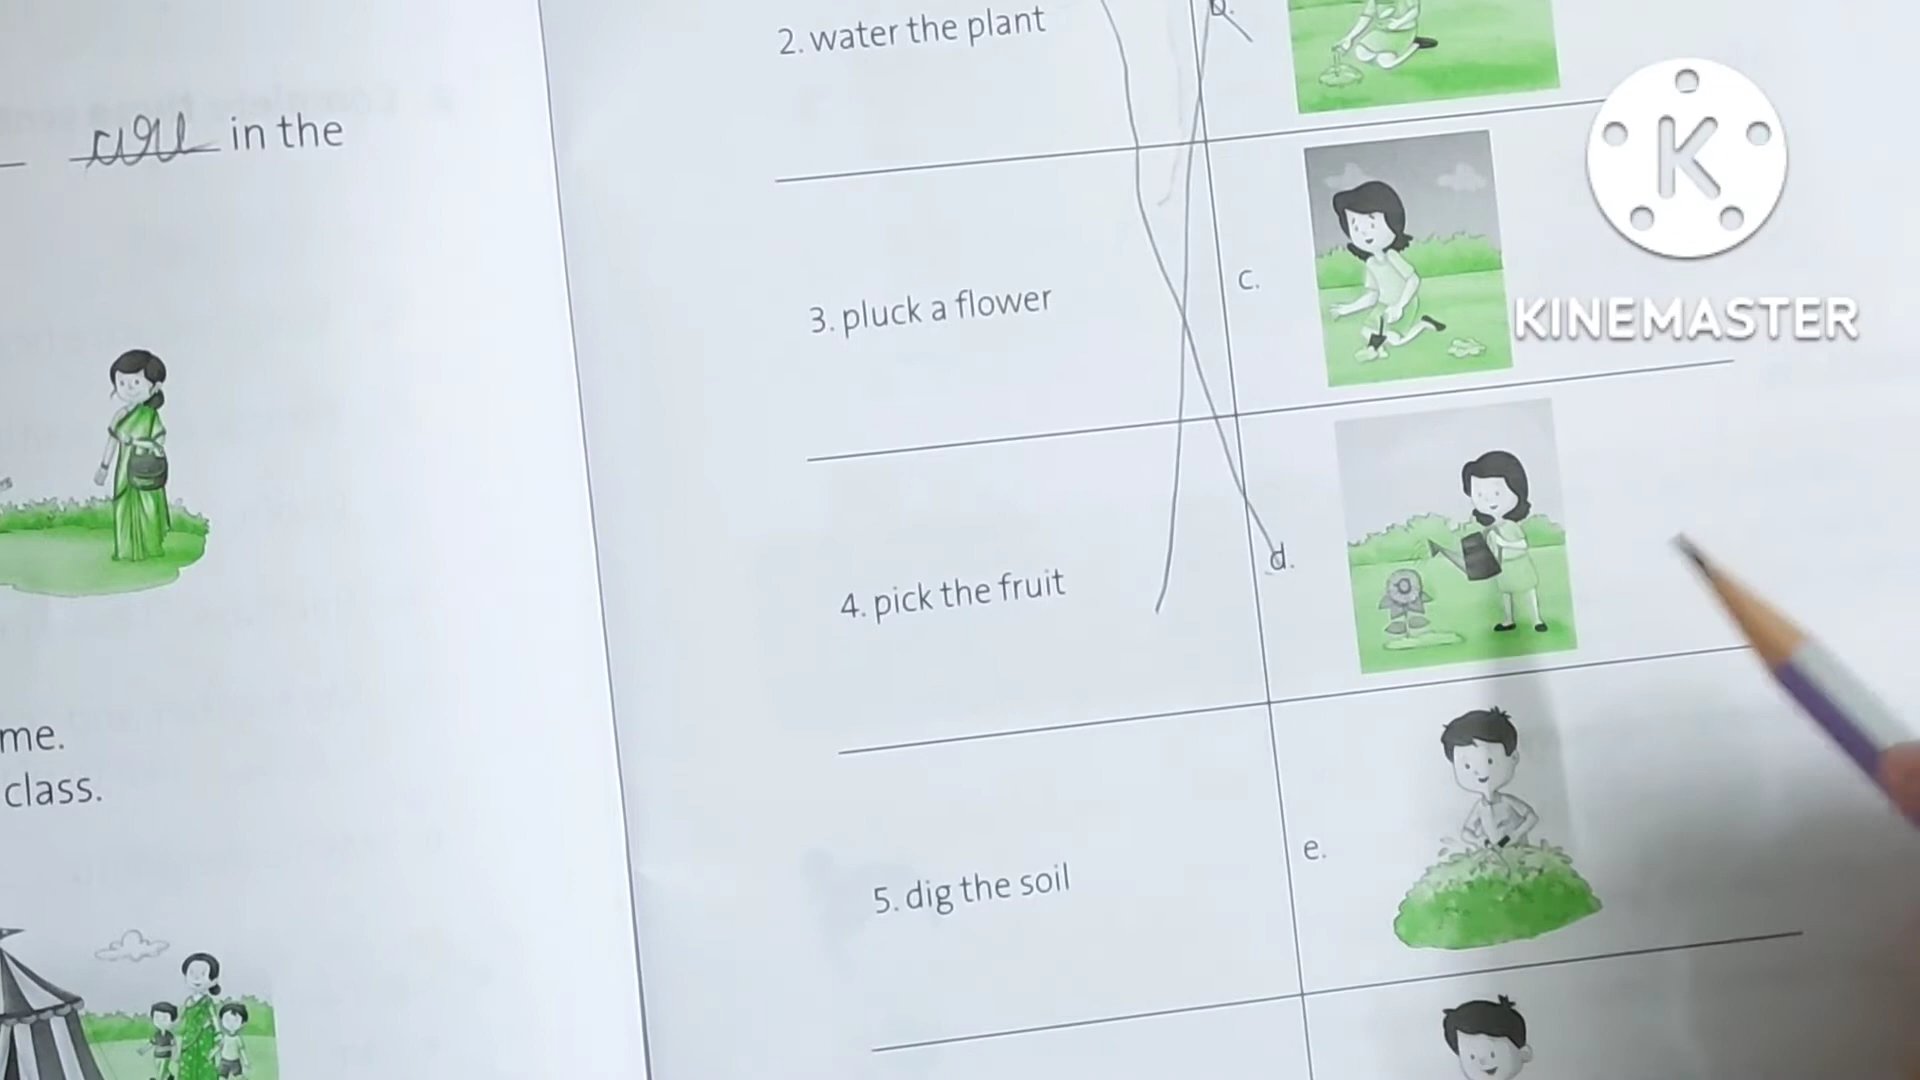 2. water the plant
are in the
3. pluck a flower
c.
KINEMASTER
4. pick the fruit
d.
me.
class.
5. dig the soil
e.